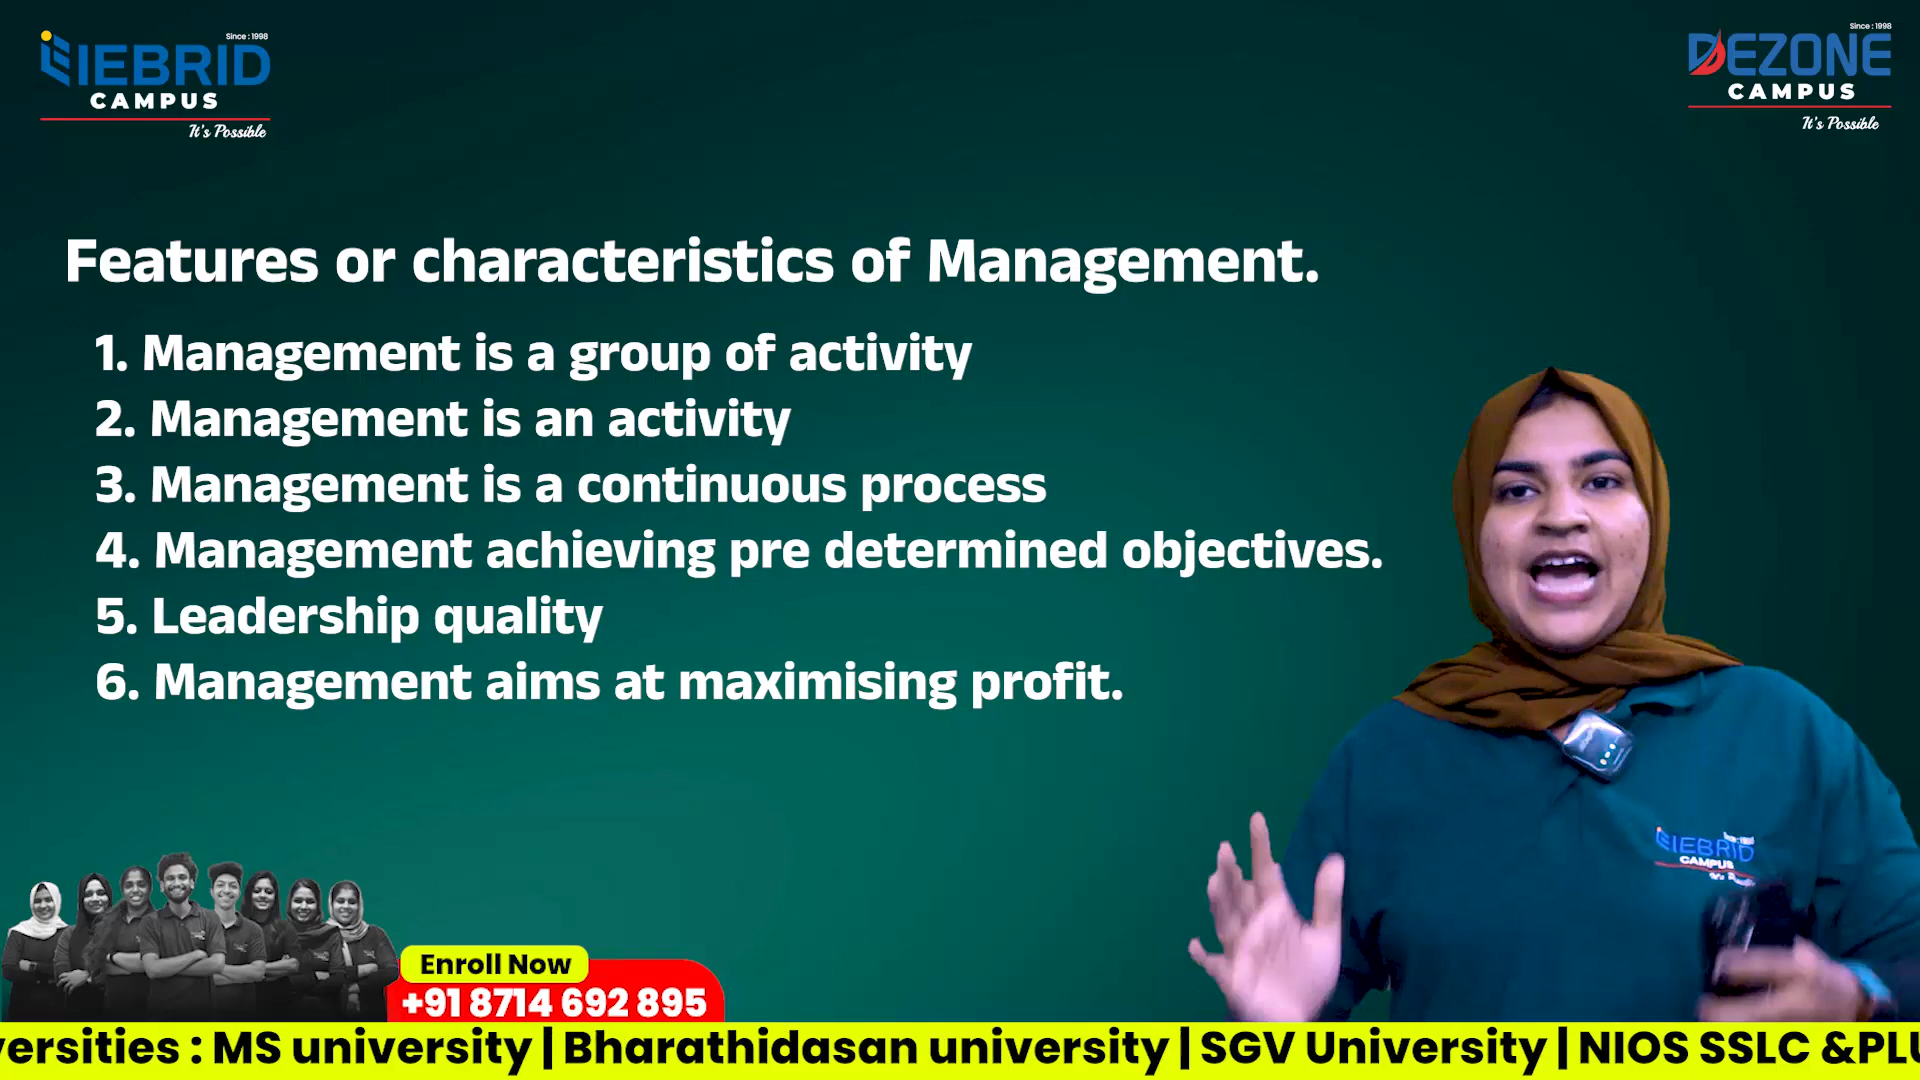 Since : 1998
IEBRID
CAMPUS
It's Possible
Since : 1998
DEZONE
CAMPUS
It's Possible
Features or characteristics of Management.
1. Management is a group of activity
2. Management is an activity
3. Management is a continuous process
4. Management achieving pre determined objectives.
5. Leadership quality
6. Management aims at maximising profit.
IEBRID
CAMPUS
Enroll Now
+91 8714 692 895
versities : MS university | Bharathidasan university | SGV University | NIOS SSLC &PLU